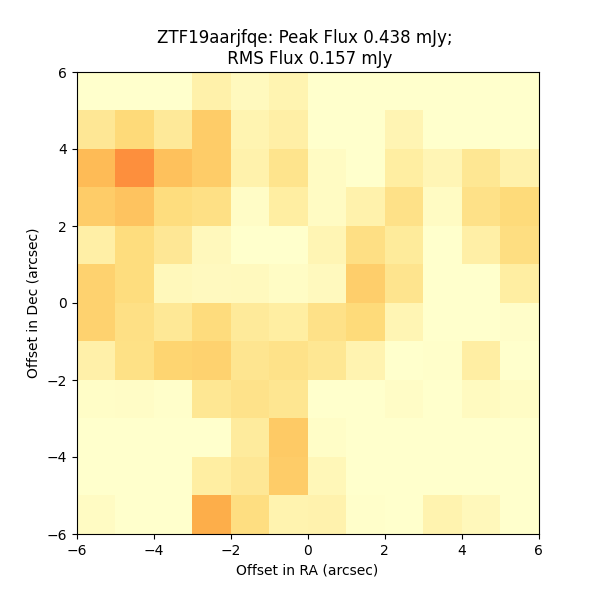 ZTF19aarjfqe: Peak Flux 0.438 mJy;
RMS Flux 0.157 mJy
6
4
2
0
−2
−4
−6
Offset in Dec (arcsec)
−6 −4 −2 0 2 4 6
Offset in RA (arcsec)